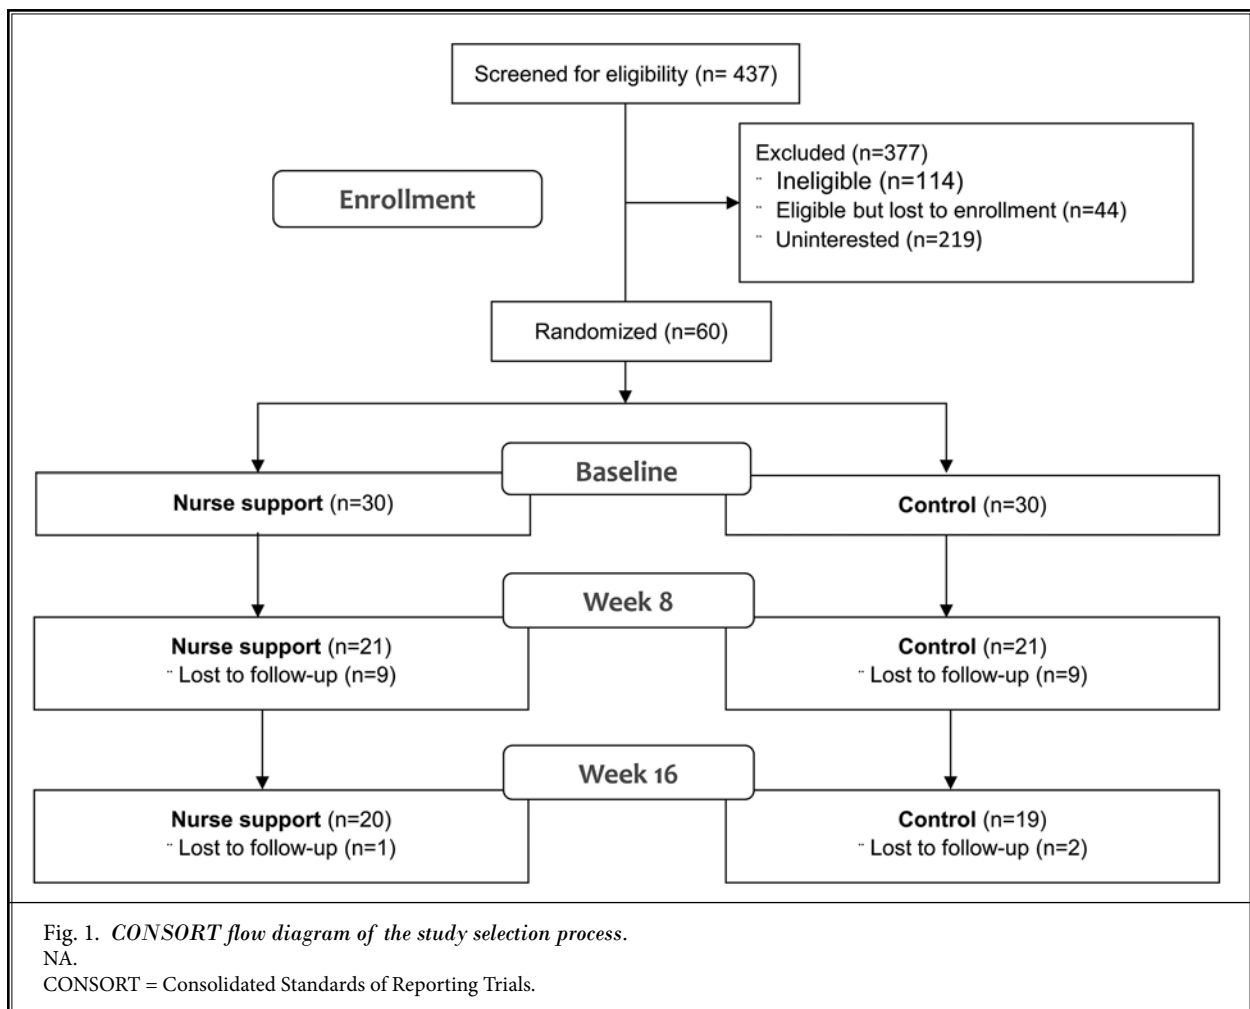 Screened for eligibility (n= 437)
Excluded (n=377)
¨ Ineligible (n=114)
¨ Eligible but lost to enrollment (n=44)
¨ Uninterested (n=219)
Enrollment
Randomized (n=60)
Baseline
Nurse support (n=30)
Control (n=30)
Week 8
Nurse support (n=21)
¨ Lost to follow-up (n=9)
Control (n=21)
¨ Lost to follow-up (n=9)
Week 16
Nurse support (n=20)
¨ Lost to follow-up (n=1)
Control (n=19)
¨ Lost to follow-up (n=2)
Fig. 1. CONSORT flow diagram of the study selection process.
NA.
CONSORT = Consolidated Standards of Reporting Trials.